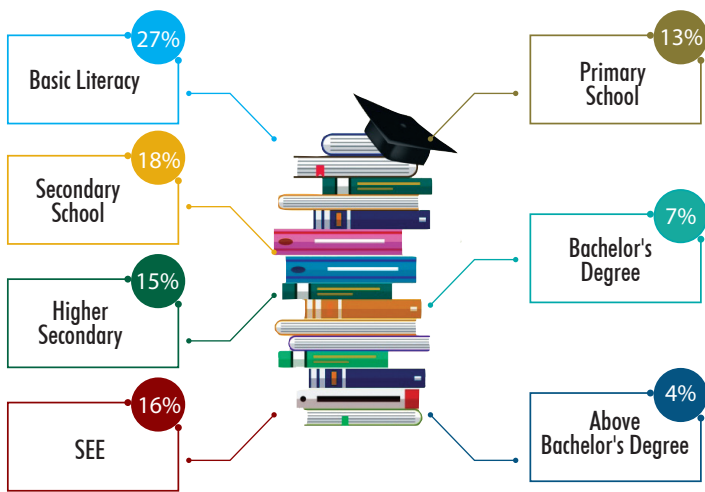 27%
Basic Literacy
18%
Secondary
School
15%
Higher
Secondary
16%
SEE
13%
Primary
School
7%
Bachelor's
Degree
4%
Above
Bachelor's Degree